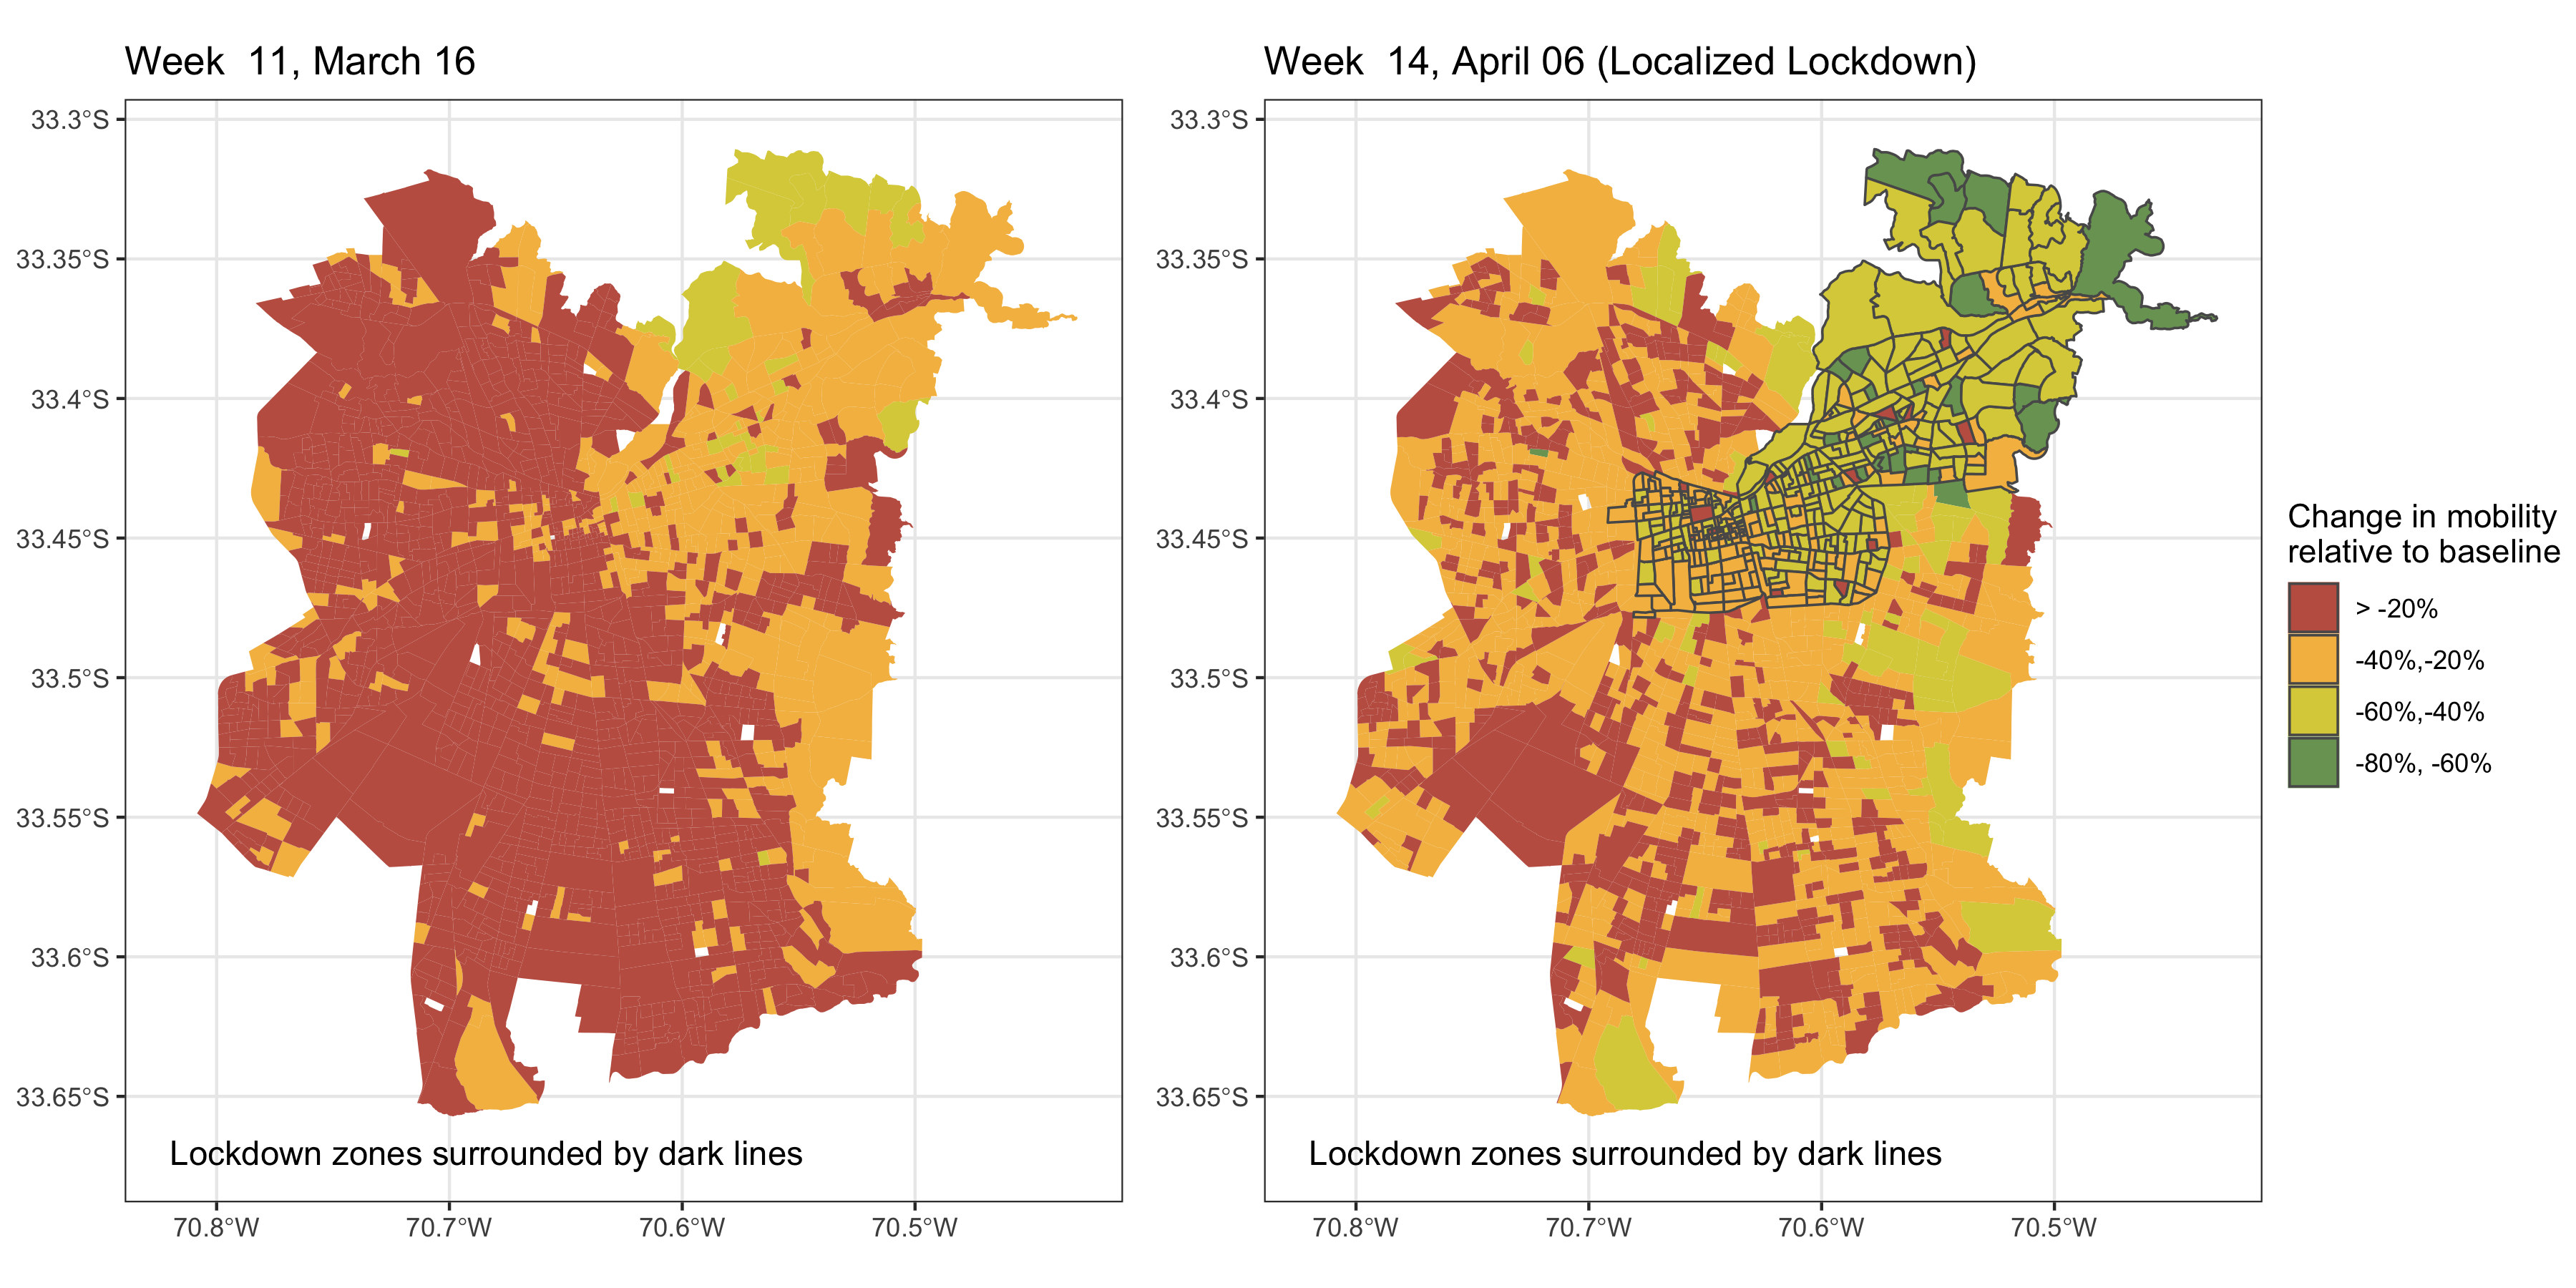 Week  11, March 16
33.3°S
33.35°S
33.4°S
33.45°S
33.5°S
33.55°S
33.6°S
33.65°S
Lockdown zones surrounded by dark lines
70.8°W 70.7°W 70.6°W 70.5°W
Week  14, April 06 (Localized Lockdown)
33.3°S
33.35°S
33.4°S
33.45°S
33.5°S
33.55°S
33.6°S
33.65°S
Lockdown zones surrounded by dark lines
70.8°W 70.7°W 70.6°W 70.5°W
Change in mobility
relative to baseline
> -20%
-40%,-20%
-60%,-40%
-80%, -60%